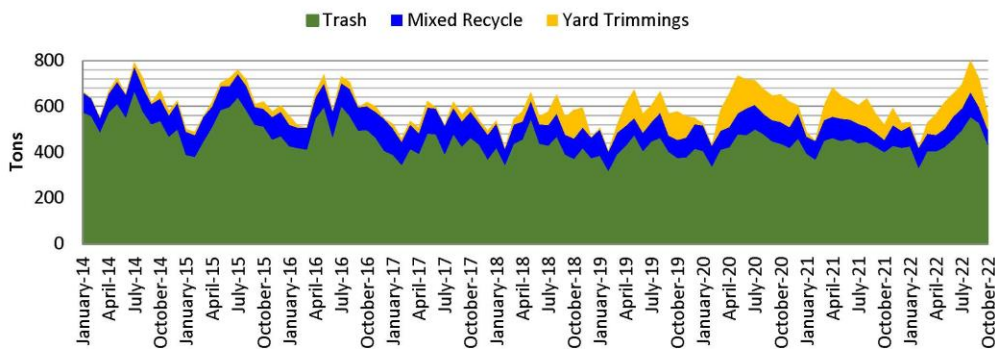 Trash Mixed Recycle Yard Trimmings
800
600
400
200
0
Tons
January-14
April-14
July-14
October-14
January-15
April-15
July-15
October-15
January-16
April-16
July-16
October-16
January-17
April-17
July-17
October-17
January-18
April-18
July-18
October-18
January-19
April-19
July-19
October-19
January-20
April-20
July-20
October-20
January-21
April-21
July-21
October-21
January-22
April-22
July-22
October-22